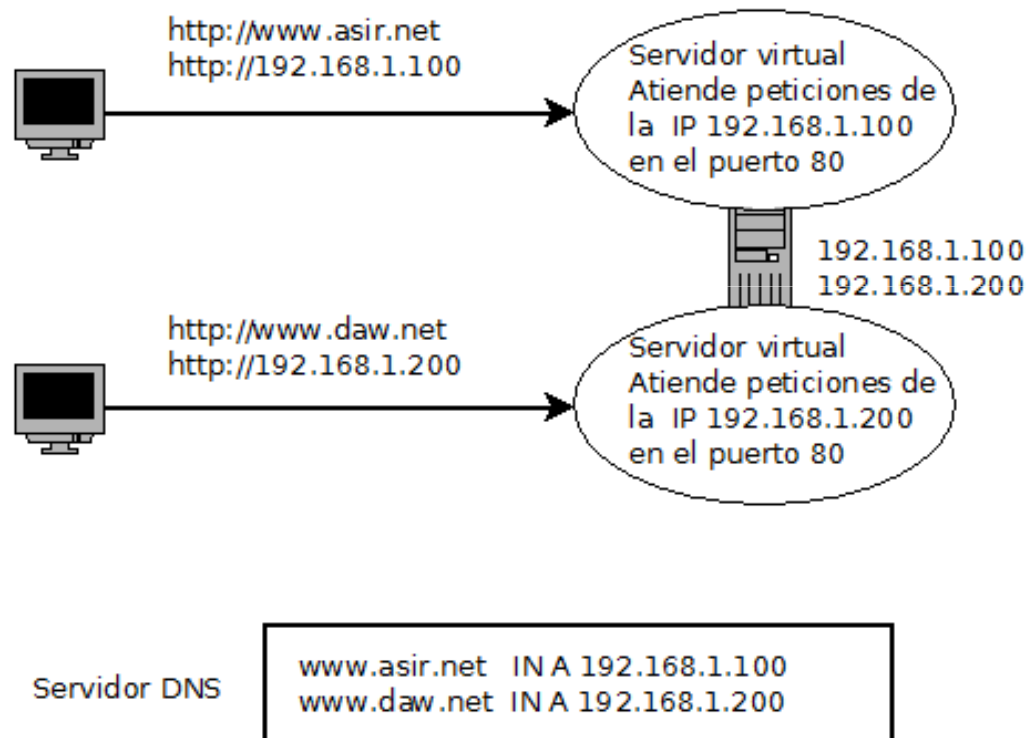 http://www.asir.net
http://192.168.1.100
Servidor virtual
Atiende peticiones de
la IP 192.168.1.100
en el puerto 80
192.168.1.100
192.168.1.200
http://www.daw.net
http://192.168.1.200
Servidor virtual
Atiende peticiones de
la IP 192.168.1.200
en el puerto 80
Servidor DNS
www.asir.net IN A 192.168.1.100
www.daw.net IN A 192.168.1.200